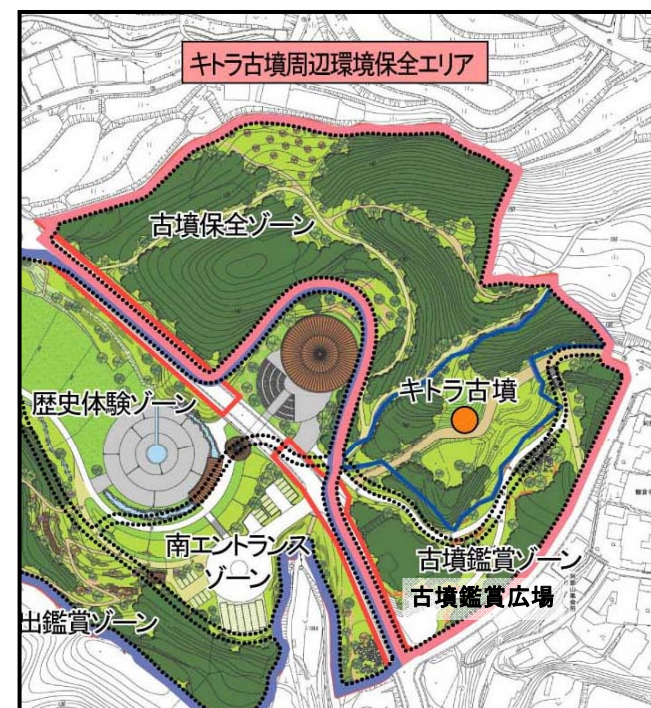 キトラ古墳周辺環境保全エリア
古墳保全ゾーン
キトラ古墳
歴史体験ゾーン
南エントランス
ゾーン
古墳鑑賞ゾーン
古墳鑑賞広場
出鑑賞ゾーン